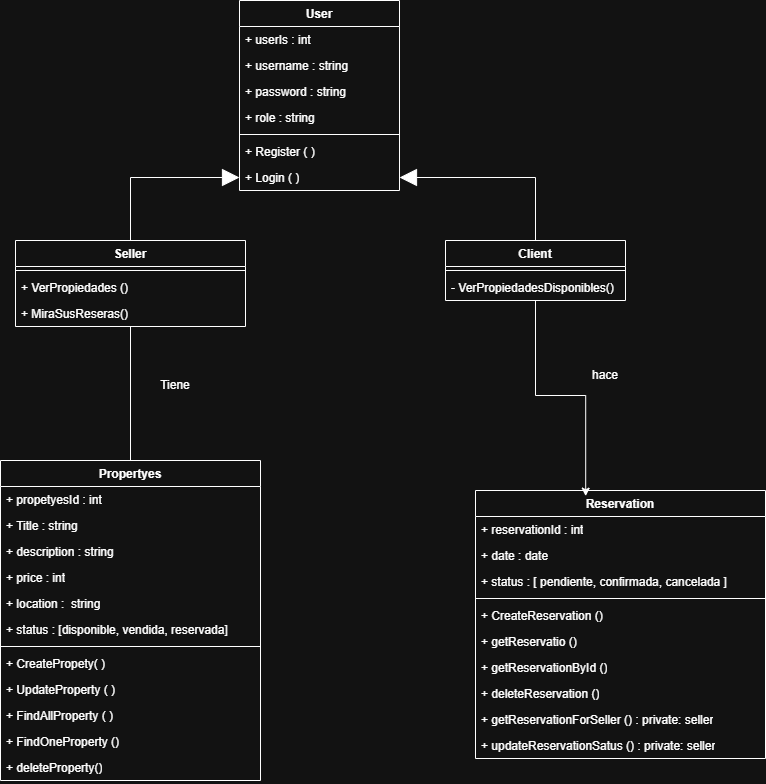 User
+ userIs : int
+ username : string
+ password : string
+ role : string
+ Register ( )
+ Login ( )
Seller
+ VerPropiedades ()
+ MiraSusReseras()
Client
- VerPropiedadesDisponibles()
Tiene
hace
Propertyes
+ propetyesId : int
+ Title : string
+ description : string
+ price : int
+ location : string
+ status : [disponible, vendida, reservada]
+ CreatePropety( )
+ UpdateProperty ( )
+ FindAllProperty ( )
+ FindOneProperty ()
+ deleteProperty()
Reservation
+ reservationId : int
+ date : date
+ status : [ pendiente, confirmada, cancelada ]
+ CreateReservation ()
+ getReservatio ()
+ getReservationById ()
+ deleteReservation ()
+ getReservationForSeller () : private: seller
+ updateReservationSatus () : private: seller